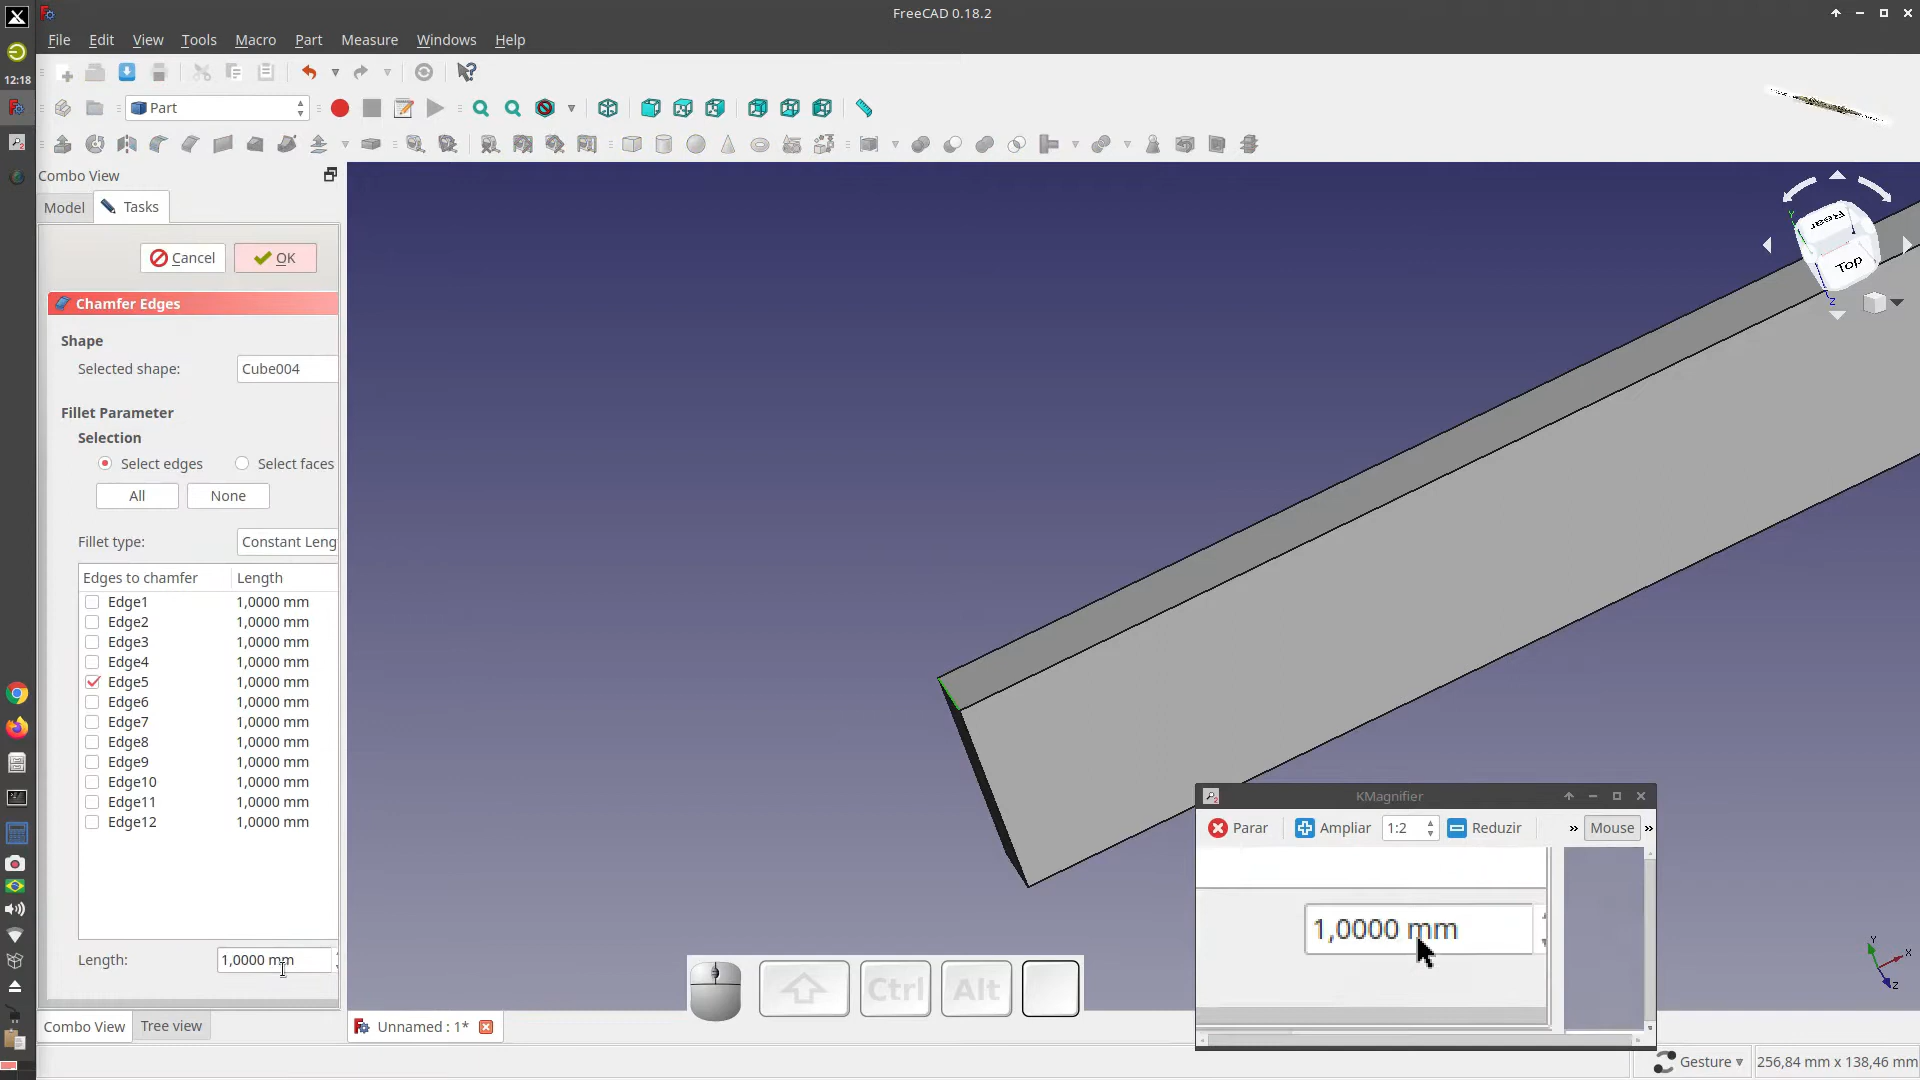 FreeCAD 0.18.2
12:18
File Edit View Tools Macro Part Measure Windows Help
Part
Combo View
Model Tasks
Cancel OK
Chamfer Edges
Shape
Selected shape: Cube004
Fillet Parameter
Selection
Select edges Select faces
All None
Fillet type: Constant Leng
Edges to chamfer Length
Edge1 1,0000 mm
Edge2 1,0000 mm
Edge3 1,0000 mm
Edge4 1,0000 mm
Edge5 1,0000 mm
Edge6 1,0000 mm
Edge7 1,0000 mm
Edge8 1,0000 mm
Edge9 1,0000 mm
Edge10 1,0000 mm
Edge11 1,0000 mm
Edge12 1,0000 mm
Length: 1,0000 mm
Combo View Tree view
Unnamed : 1*
Rear
Top
Y
Z
Ctrl Alt
KMagnifier
Parar Ampliar 1:2 Reduzir » Mouse »
1,0000 mm
Y
X
Z
Gesture 256,84 mm x 138,46 mm